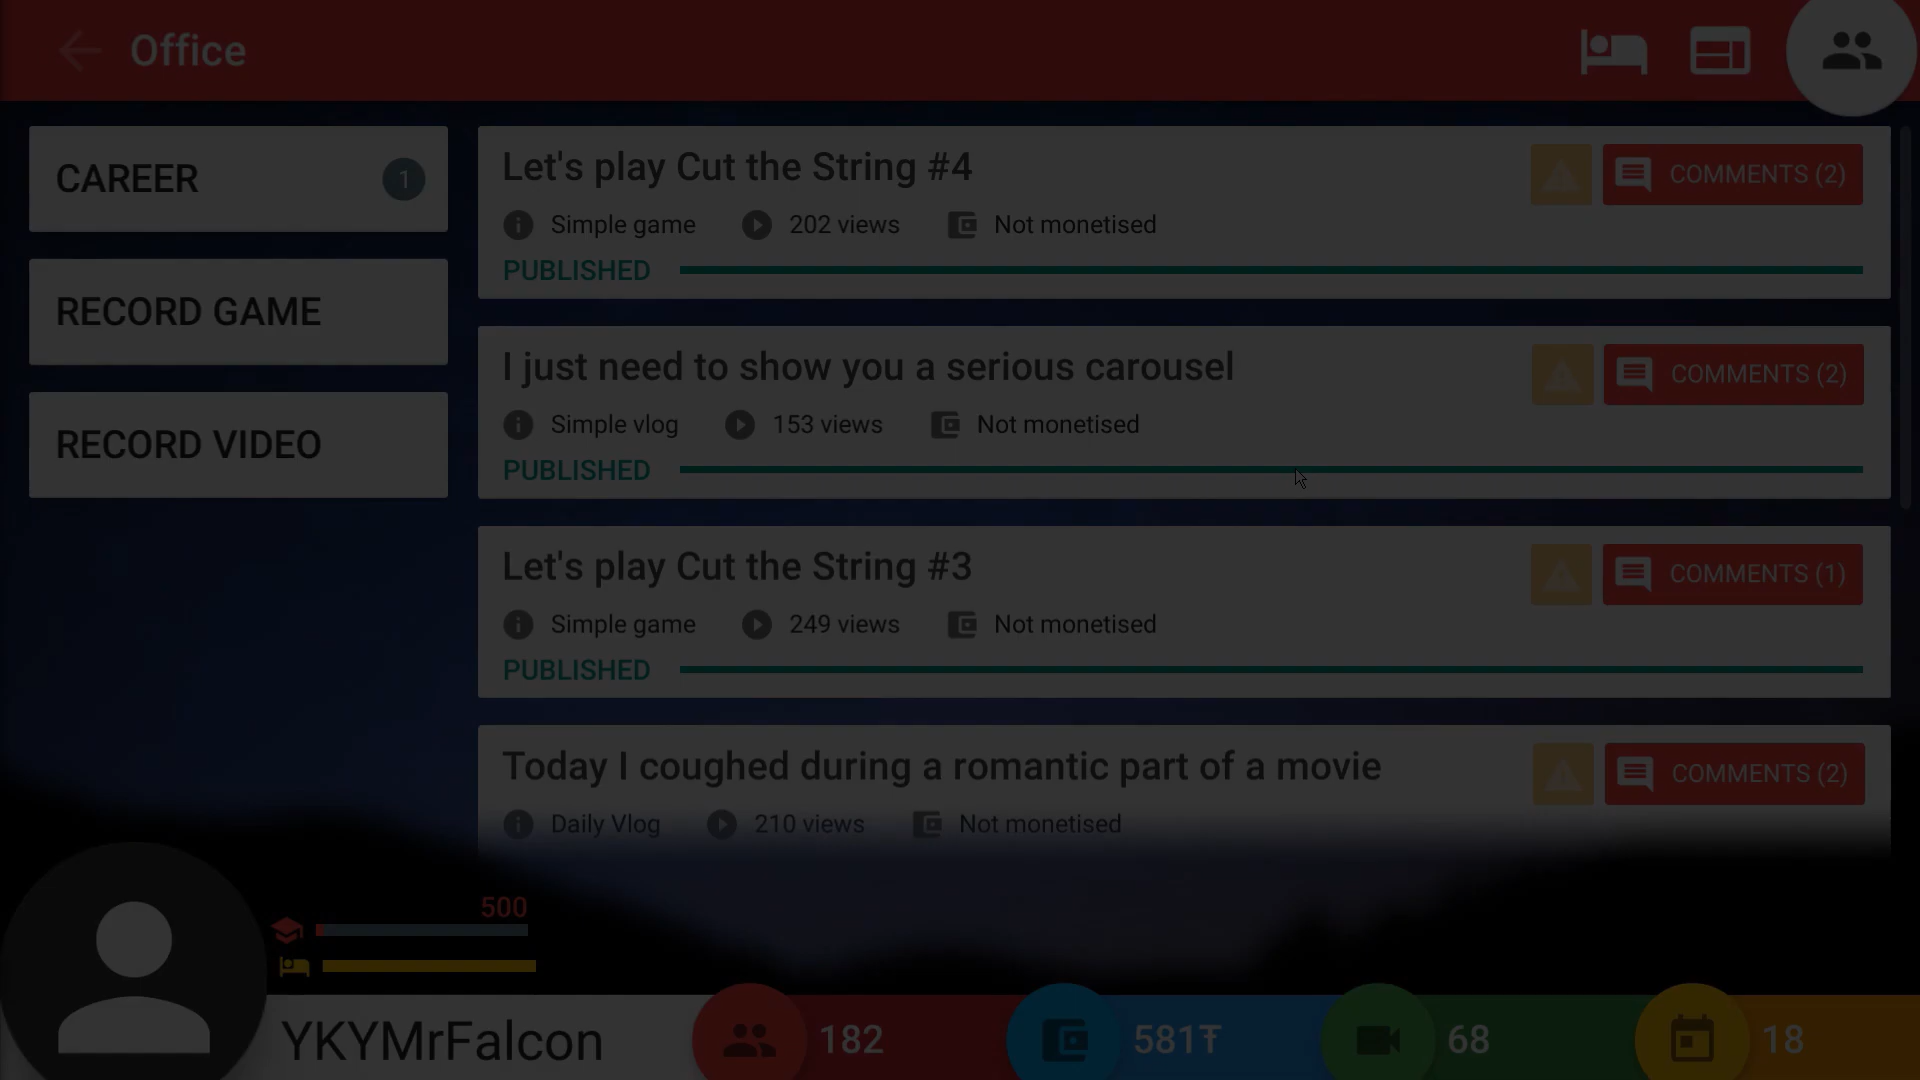 Office
CAREER 1
RECORD GAME
RECORD VIDEO
Let's play Cut the String #4
COMMENTS (2)
Simple game 202 views Not monetised
PUBLISHED
I just need to show you a serious carousel
COMMENTS (2)
Simple vlog 153 views Not monetised
PUBLISHED
Let's play Cut the String #3
COMMENTS (1)
Simple game 249 views Not monetised
PUBLISHED
Today I coughed during a romantic part of a movie
COMMENTS (2)
Daily Vlog 210 views Not monetised
500
YKYMrFalcon 182 581Ŧ 68 18